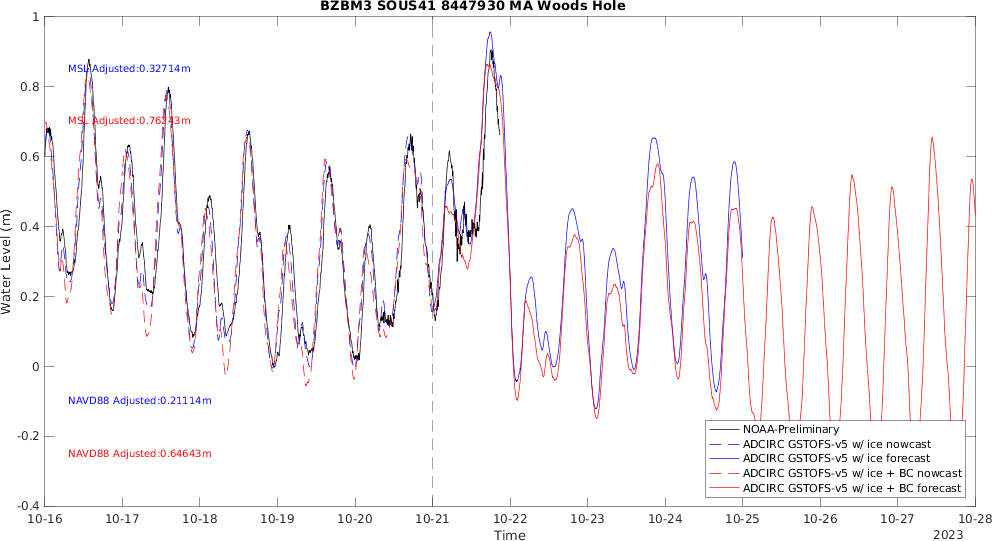 BZBM3 SOUS41 8447930 MA Woods Hole
1
0.8
0.6
0.4
0.2
0
-0.2
-0.4
Water Level (m)
MSL Adjusted:0.32714m
MSL Adjusted:0.76243m
NAVD88 Adjusted:0.21114m
NAVD88 Adjusted:0.64643m
NOAA-Preliminary
ADCIRC GSTOFS-v5 w/ ice nowcast
ADCIRC GSTOFS-v5 w/ ice forecast
ADCIRC GSTOFS-v5 w/ ice + BC nowcast
ADCIRC GSTOFS-v5 w/ ice + BC forecast
10-16 10-17 10-18 10-19 10-20 10-21 10-22 10-23 10-24 10-25 10-26 10-27 10-28
Time
2023